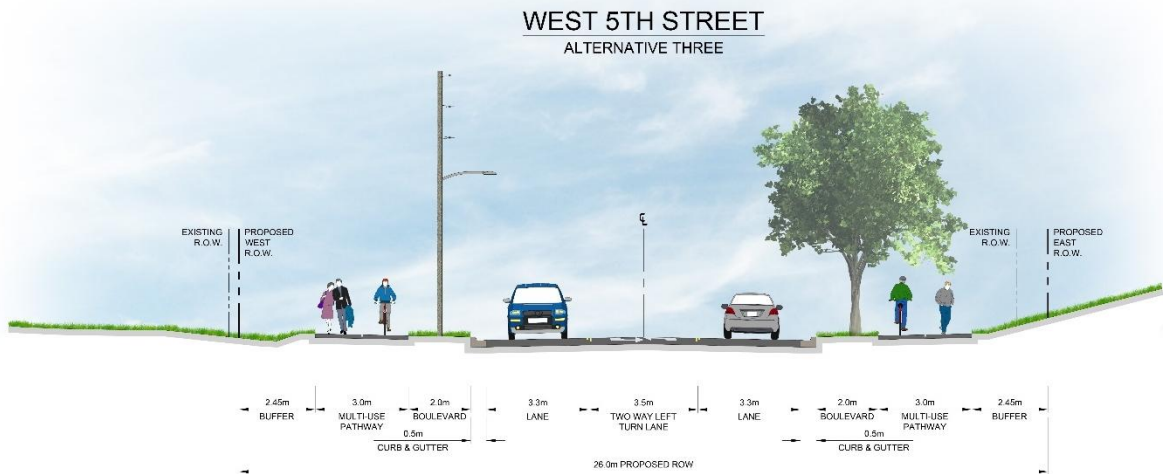 WEST 5TH STREET
ALTERNATIVE THREE
EXISTING
R.O.W.
PROPOSED
WEST
R.O.W.
℄
EXISTING
R.O.W.
PROPOSED
EAST
R.O.W.
2.45m
BUFFER
3.0m
MULTI-USE
PATHWAY
2.0m
BOULEVARD
0.5m
CURB & GUTTER
3.3m
LANE
3.5m
TWO WAY LEFT
TURN LANE
3.3m
LANE
2.0m
BOULEVARD
0.5m
CURB & GUTTER
3.0m
MULTI-USE
PATHWAY
2.45m
BUFFER
26.0m PROPOSED ROW